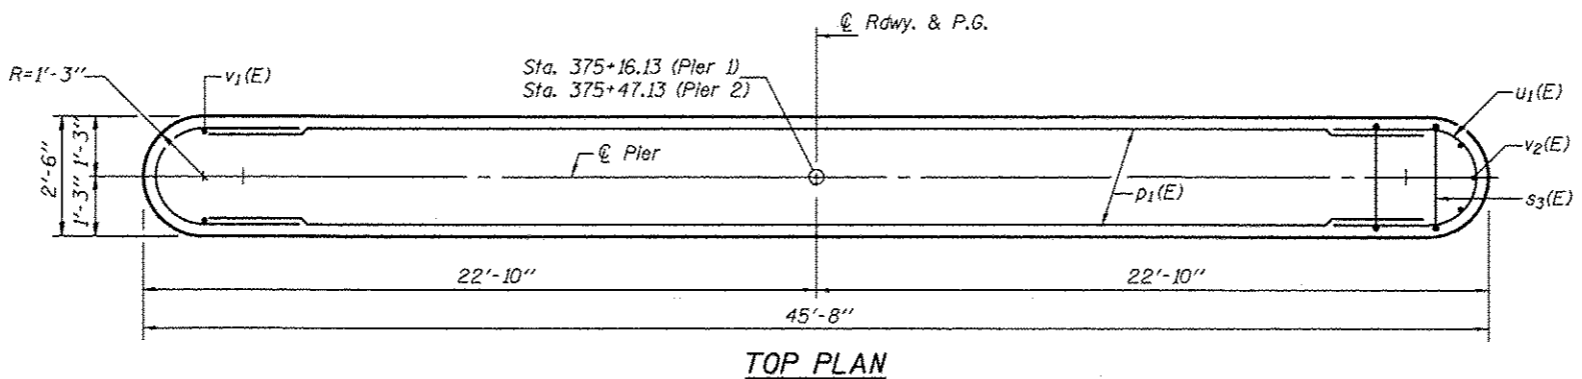 ℄ Rdwy. & P.G.
R=1'-3"
v1(E)
Sta. 375+16.13 (Pier 1)
Sta. 375+47.13 (Pier 2)
u1(E)
2'-6"
1'-3"
1'-3"
℄ Pier
p1(E)
v2(E)
s3(E)
22'-10"
22'-10"
45'-8"
TOP PLAN